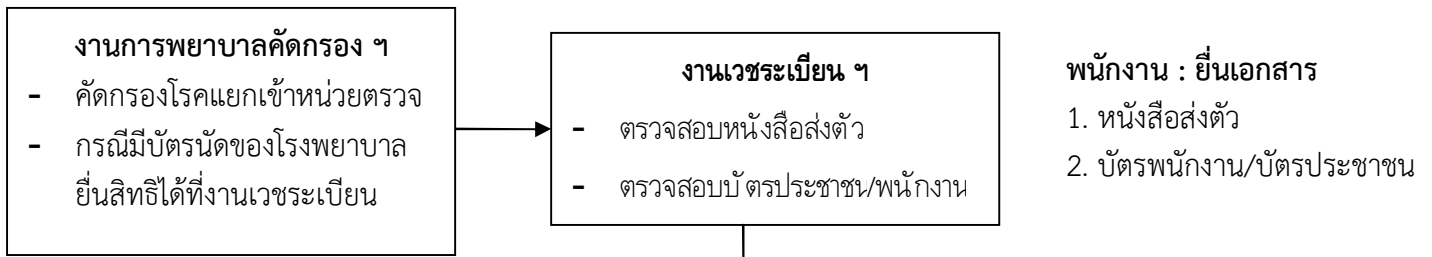 งานการพยาบาลคัดกรอง ฯ
- คัดกรองโรคแยกเข้าหน่วยตรวจ
- กรณีมีบัตรนัดของโรงพยาบาล
ยื่นสิทธิได้ที่งานเวชระเบียน
งานเวชระเบียน ฯ
- ตรวจสอบหนังสือส่งตัว
- ตรวจสอบบัตรประชาชน/พนักงาน
พนักงาน : ยื่นเอกสาร
1. หนังสือส่งตัว
2. บัตรพนักงาน/บัตรประชาชน